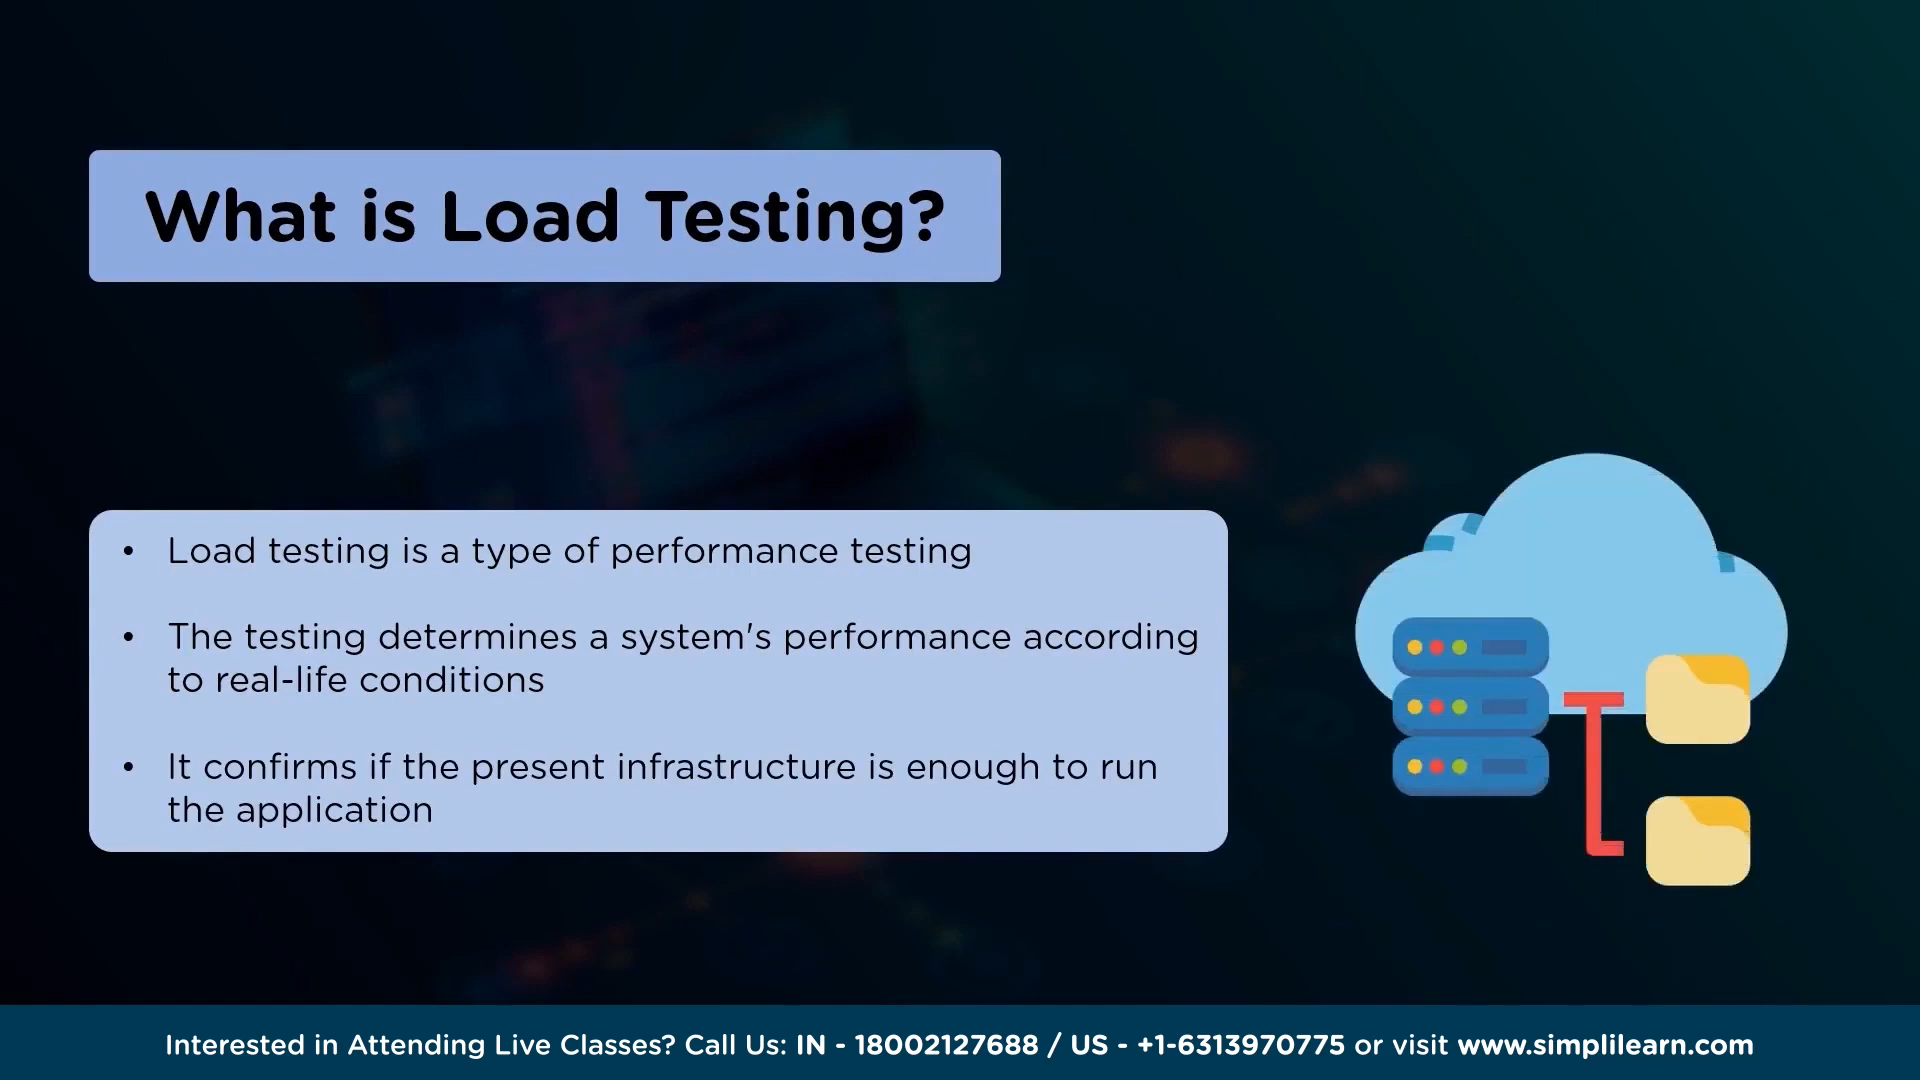 What is Load Testing?
• Load testing is a type of performance testing
• The testing determines a system's performance according
to real-life conditions
• It confirms if the present infrastructure is enough to run
the application
Interested in Attending Live Classes? Call Us: IN - 18002127688 / US - +1-6313970775 or visit www.simplilearn.com